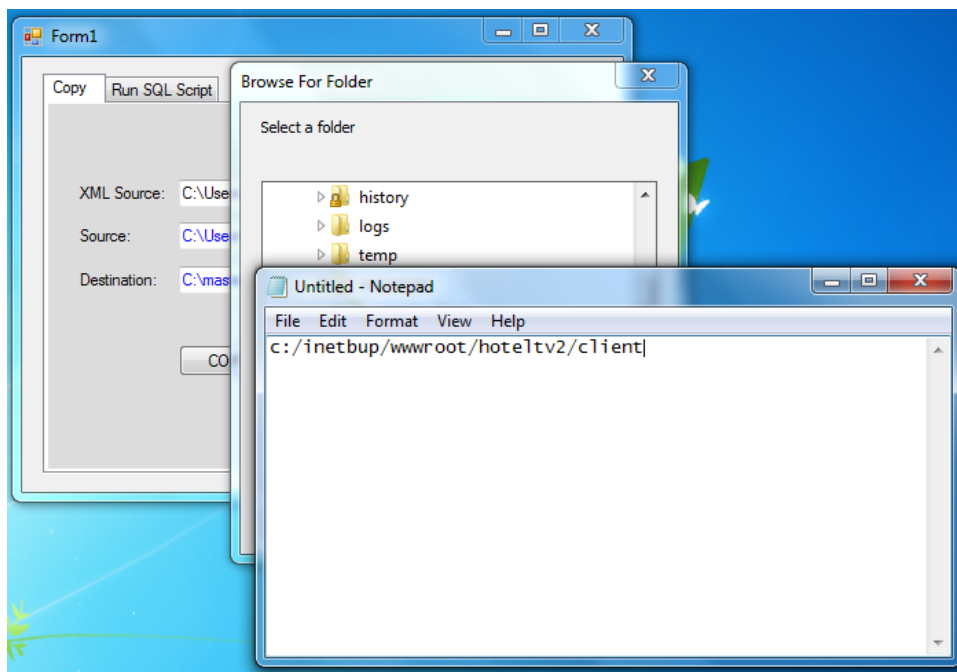 Form1
Copy
Run SQL Script
Browse For Folder
Select a folder
XML Source: C:\Use
history
Source: C:\Use
logs
temp
Destination: C:\mas
Untitled - Notepad
File Edit Format View Help
c:/inetbup/wwwroot/hoteltv2/client
CO